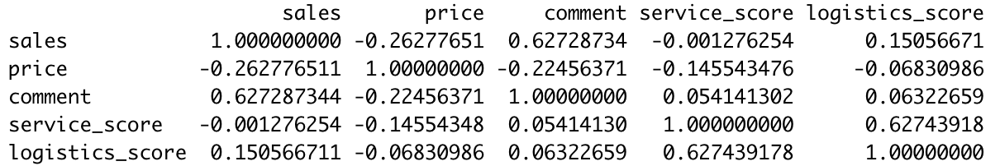 sales price comment service_score logistics_score
sales 1.000000000 -0.26277651 0.62728734 -0.001276254 0.15056671
price -0.262776511 1.00000000 -0.22456371 -0.145543476 -0.06830986
comment 0.627287344 -0.22456371 1.00000000 0.054141302 0.06322659
service_score -0.001276254 -0.14554348 0.05414130 1.000000000 0.62743918
logistics_score 0.150566711 -0.06830986 0.06322659 0.627439178 1.00000000